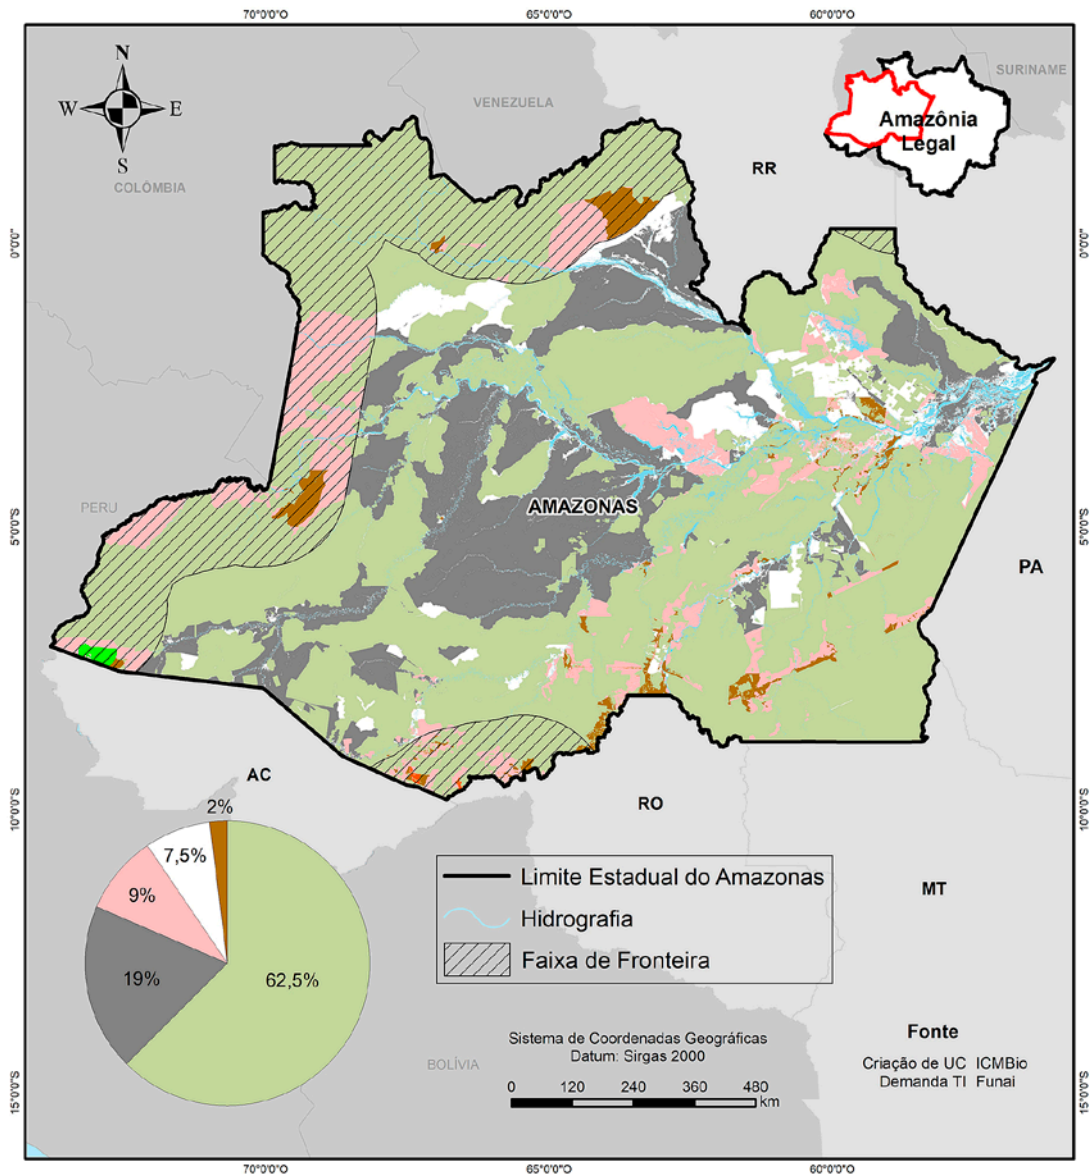 70°0'0"O
65°0'0"O
60°0'0"O
N
W
E
S
VENEZUELA
SURINAME
Amazônia
Legal
COLÔMBIA
RR
0°0'0"
0°0'0"
AMAZONAS
PERU
5°0'0"S
5°0'0"S
PA
AC
RO
10°0'0"S
10°0'0"S
2%
7,5%
9%
19%
62,5%
Limite Estadual do Amazonas
Hidrografia
Faixa de Fronteira
MT
BOLÍVIA
Sistema de Coordenadas Geográficas
Datum: Sirgas 2000
0 120 240 360 480
km
Fonte
Criação de UC ICMBio
Demanda TI Funai
15°0'0"S
15°0'0"S
70°0'0"O
65°0'0"O
60°0'0"O